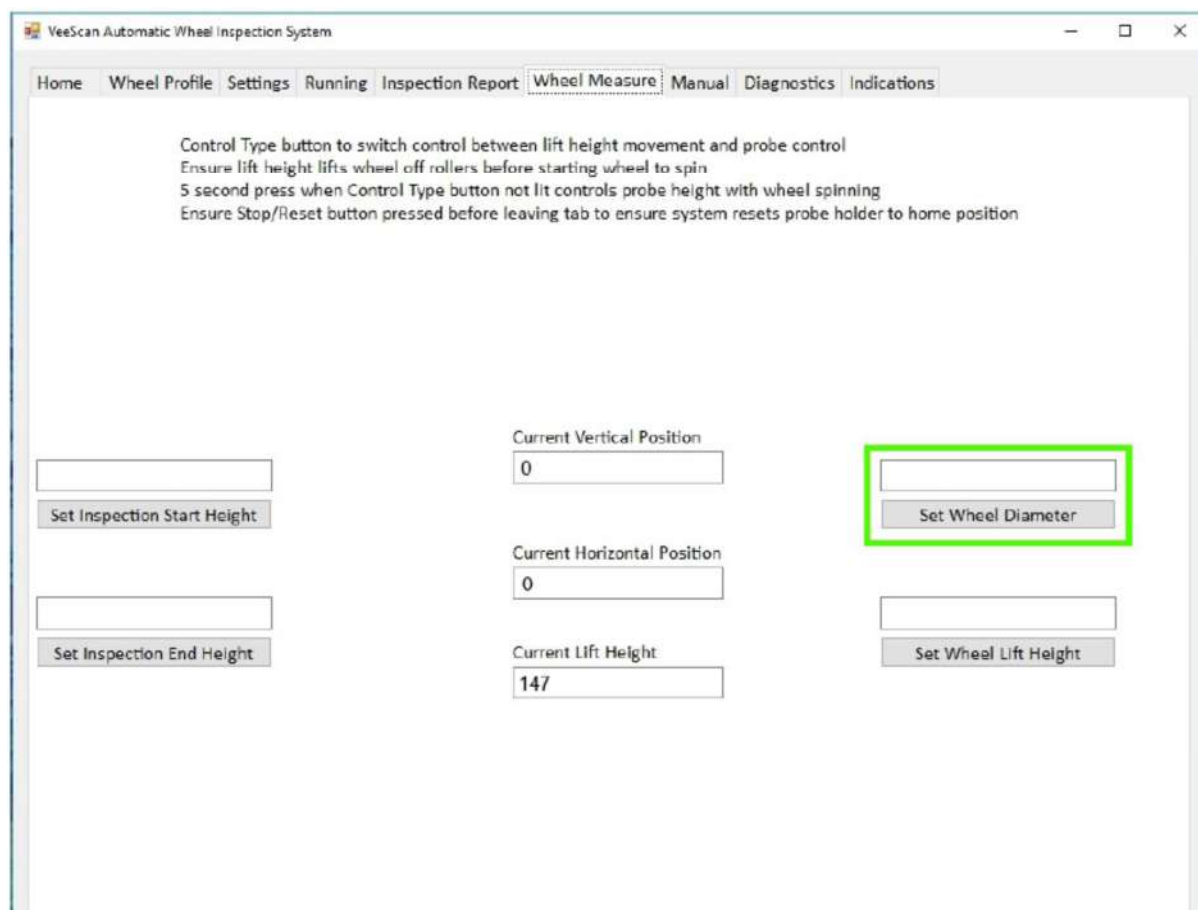 VeeScan Automatic Wheel Inspection System
Home Wheel Profile Settings Running Inspection Report Wheel Measure Manual Diagnostics Indications
Control Type button to switch control between lift height movement and probe control
Ensure lift height lifts wheel off rollers before starting wheel to spin
5 second press when Control Type button not lit controls probe height with wheel spinning
Ensure Stop/Reset button pressed before leaving tab to ensure system resets probe holder to home position
Current Vertical Position
0
Set Inspection Start Height
Set Wheel Diameter
Current Horizontal Position
0
Set Inspection End Height
Current Lift Height
Set Wheel Lift Height
147